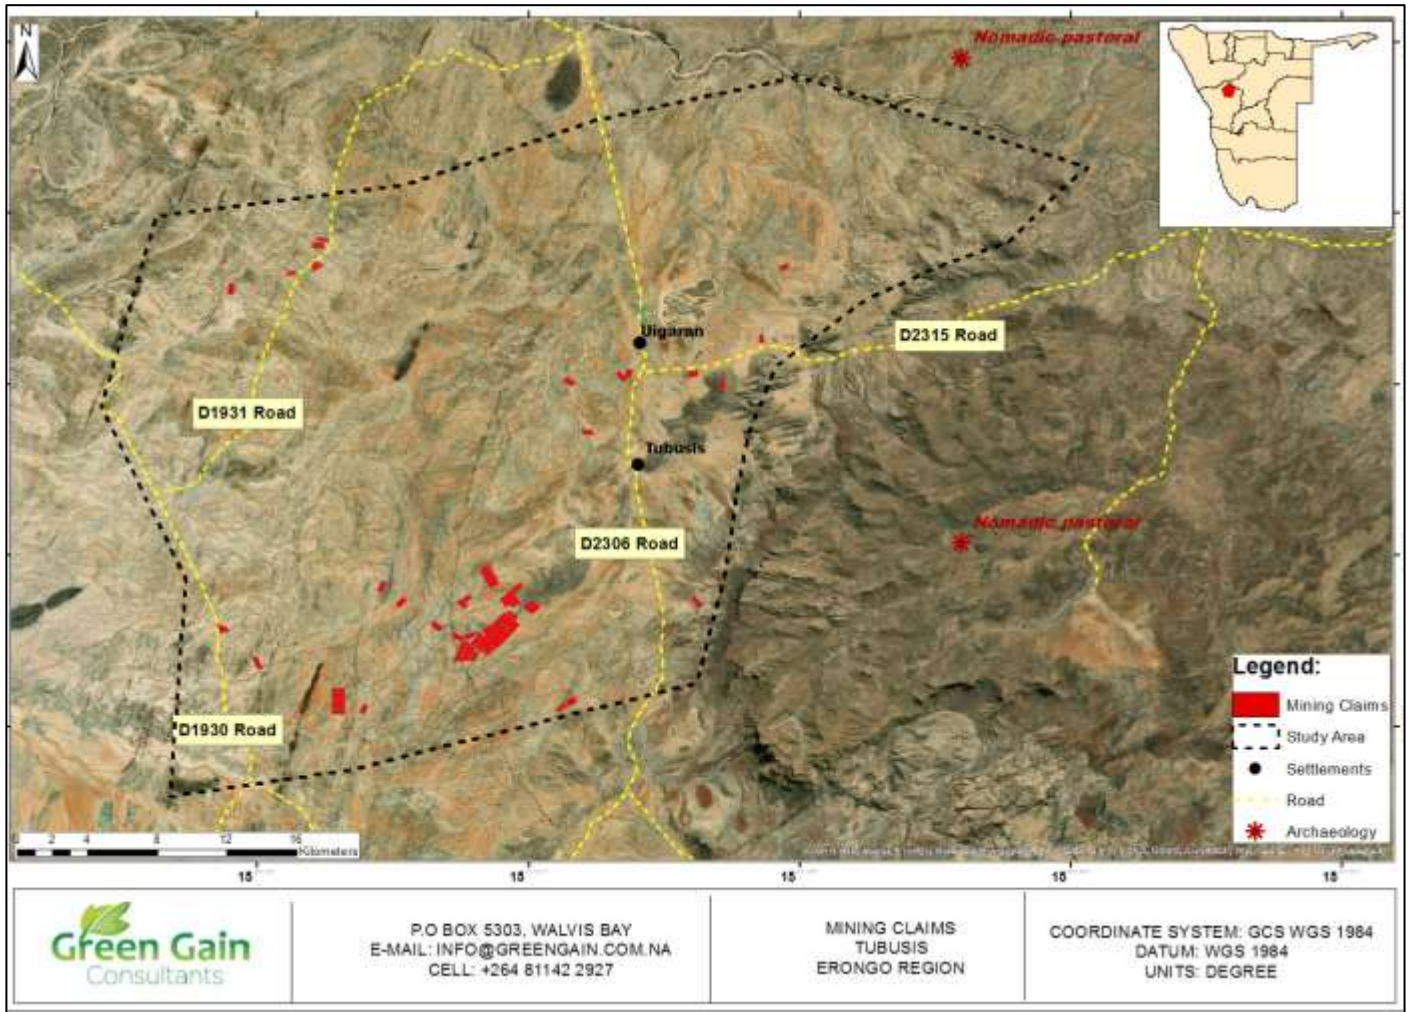 N
Nomadic pastoral
Uigaran
D2315 Road
D1931 Road
Tubusis
Nomadic pastoral
D2306 Road
D1930 Road
Legend:
Mining Claims
Study Area
Settlements
Road
Archaeology
0 2 4 8 12 16
Kilometers
15 15 15 15 15
Green Gain
Consultants
P.O BOX 5303, WALVIS BAY
E-MAIL: INFO@GREENGAIN.COM.NA
CELL: +264 81142 2927
MINING CLAIMS
TUBUSIS
ERONGO REGION
COORDINATE SYSTEM: GCS WGS 1984
DATUM: WGS 1984
UNITS: DEGREE